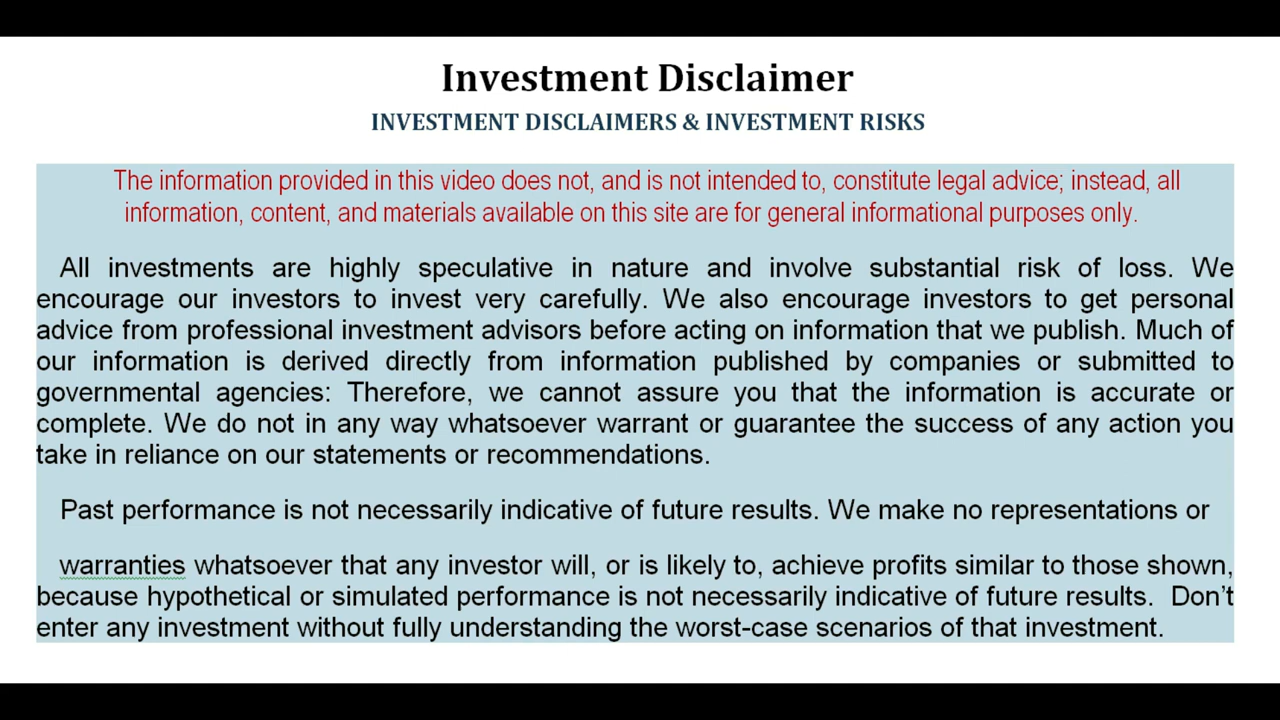 Investment Disclaimer
INVESTMENT DISCLAIMERS & INVESTMENT RISKS
The information provided in this video does not, and is not intended to, constitute legal advice; instead, all
information, content, and materials available on this site are for general informational purposes only.
All investments are highly speculative in nature and involve substantial risk of loss. We
encourage our investors to invest very carefully. We also encourage investors to get personal
advice from professional investment advisors before acting on information that we publish. Much of
our information is derived directly from information published by companies or submitted to
governmental agencies: Therefore, we cannot assure you that the information is accurate or
complete. We do not in any way whatsoever warrant or guarantee the success of any action you
take in reliance on our statements or recommendations.
Past performance is not necessarily indicative of future results. We make no representations or
warranties whatsoever that any investor will, or is likely to, achieve profits similar to those shown,
because hypothetical or simulated performance is not necessarily indicative of future results.  Don’t
enter any investment without fully understanding the worst-case scenarios of that investment.